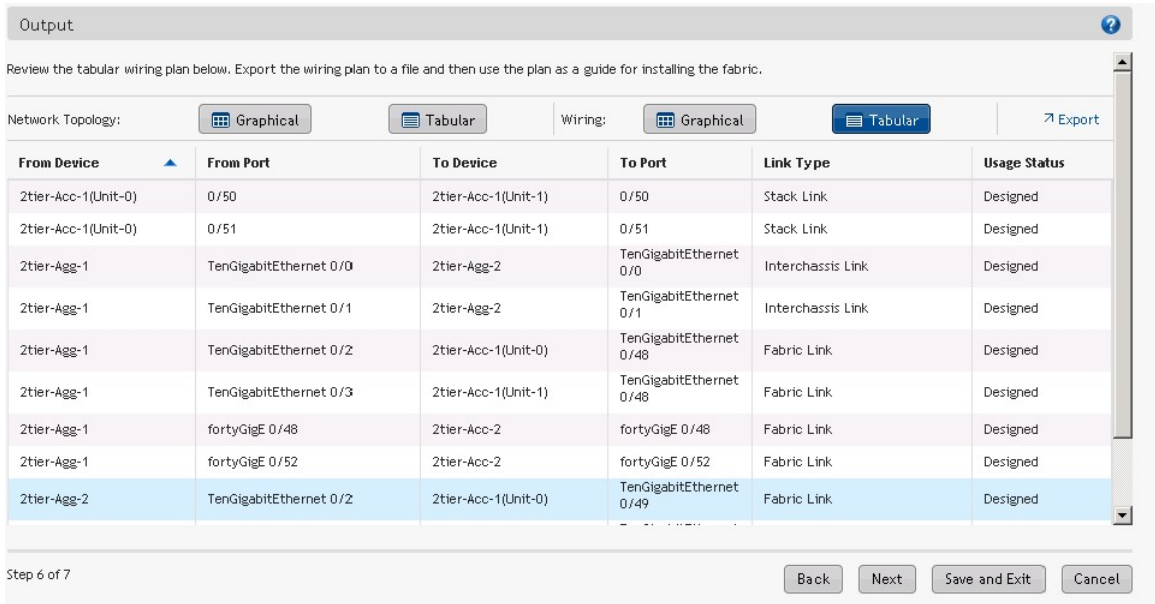 Output
Review the tabular wiring plan below. Export the wiring plan to a file and then use the plan as a guide for installing the fabric.
Network Topology: Graphical Tabular Wiring: Graphical Tabular Export
From Device From Port To Device To Port Link Type Usage Status
2tier-Acc-1(Unit-0) 0/50 2tier-Acc-1(Unit-1) 0/50 Stack Link Designed
2tier-Acc-1(Unit-0) 0/51 2tier-Acc-1(Unit-1) 0/51 Stack Link Designed
2tier-Agg-1 TenGigabitEthernet 0/0 2tier-Agg-2 TenGigabitEthernet
0/0 Interchassis Link Designed
2tier-Agg-1 TenGigabitEthernet 0/1 2tier-Agg-2 TenGigabitEthernet
0/1 Interchassis Link Designed
2tier-Agg-1 TenGigabitEthernet 0/2 2tier-Acc-1(Unit-0) TenGigabitEthernet
0/48 Fabric Link Designed
2tier-Agg-1 TenGigabitEthernet 0/3 2tier-Acc-1(Unit-1) TenGigabitEthernet
0/48 Fabric Link Designed
2tier-Agg-1 fortyGigE 0/48 2tier-Acc-2 fortyGigE 0/48 Fabric Link Designed
2tier-Agg-1 fortyGigE 0/52 2tier-Acc-2 fortyGigE 0/52 Fabric Link Designed
2tier-Agg-2 TenGigabitEthernet 0/2 2tier-Acc-1(Unit-0) TenGigabitEthernet
0/49 Fabric Link Designed
Step 6 of 7 Back Next Save and Exit Cancel